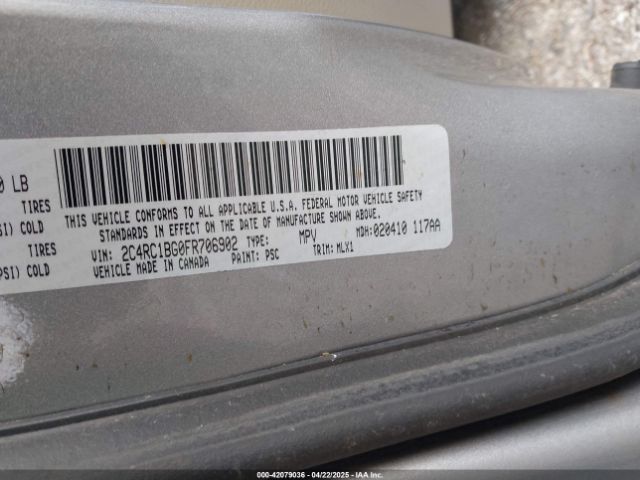 0 LB
TIRES
SI) COLD
TIRES
PSI) COLD
THIS VEHICLE CONFORMS TO ALL APPLICABLE U.S.A. FEDERAL MOTOR VEHICLE SAFETY
STANDARDS IN EFFECT ON THE DATE OF MANUFACTURE SHOWN ABOVE.
VIN: 2C4RC1BG0FR706902 TYPE: MPV MDH:020410 117AA
VEHICLE MADE IN CANADA PAINT: PSC TRIM: MLX1
000-42079036 - 04/22/2025 - IAAI.com